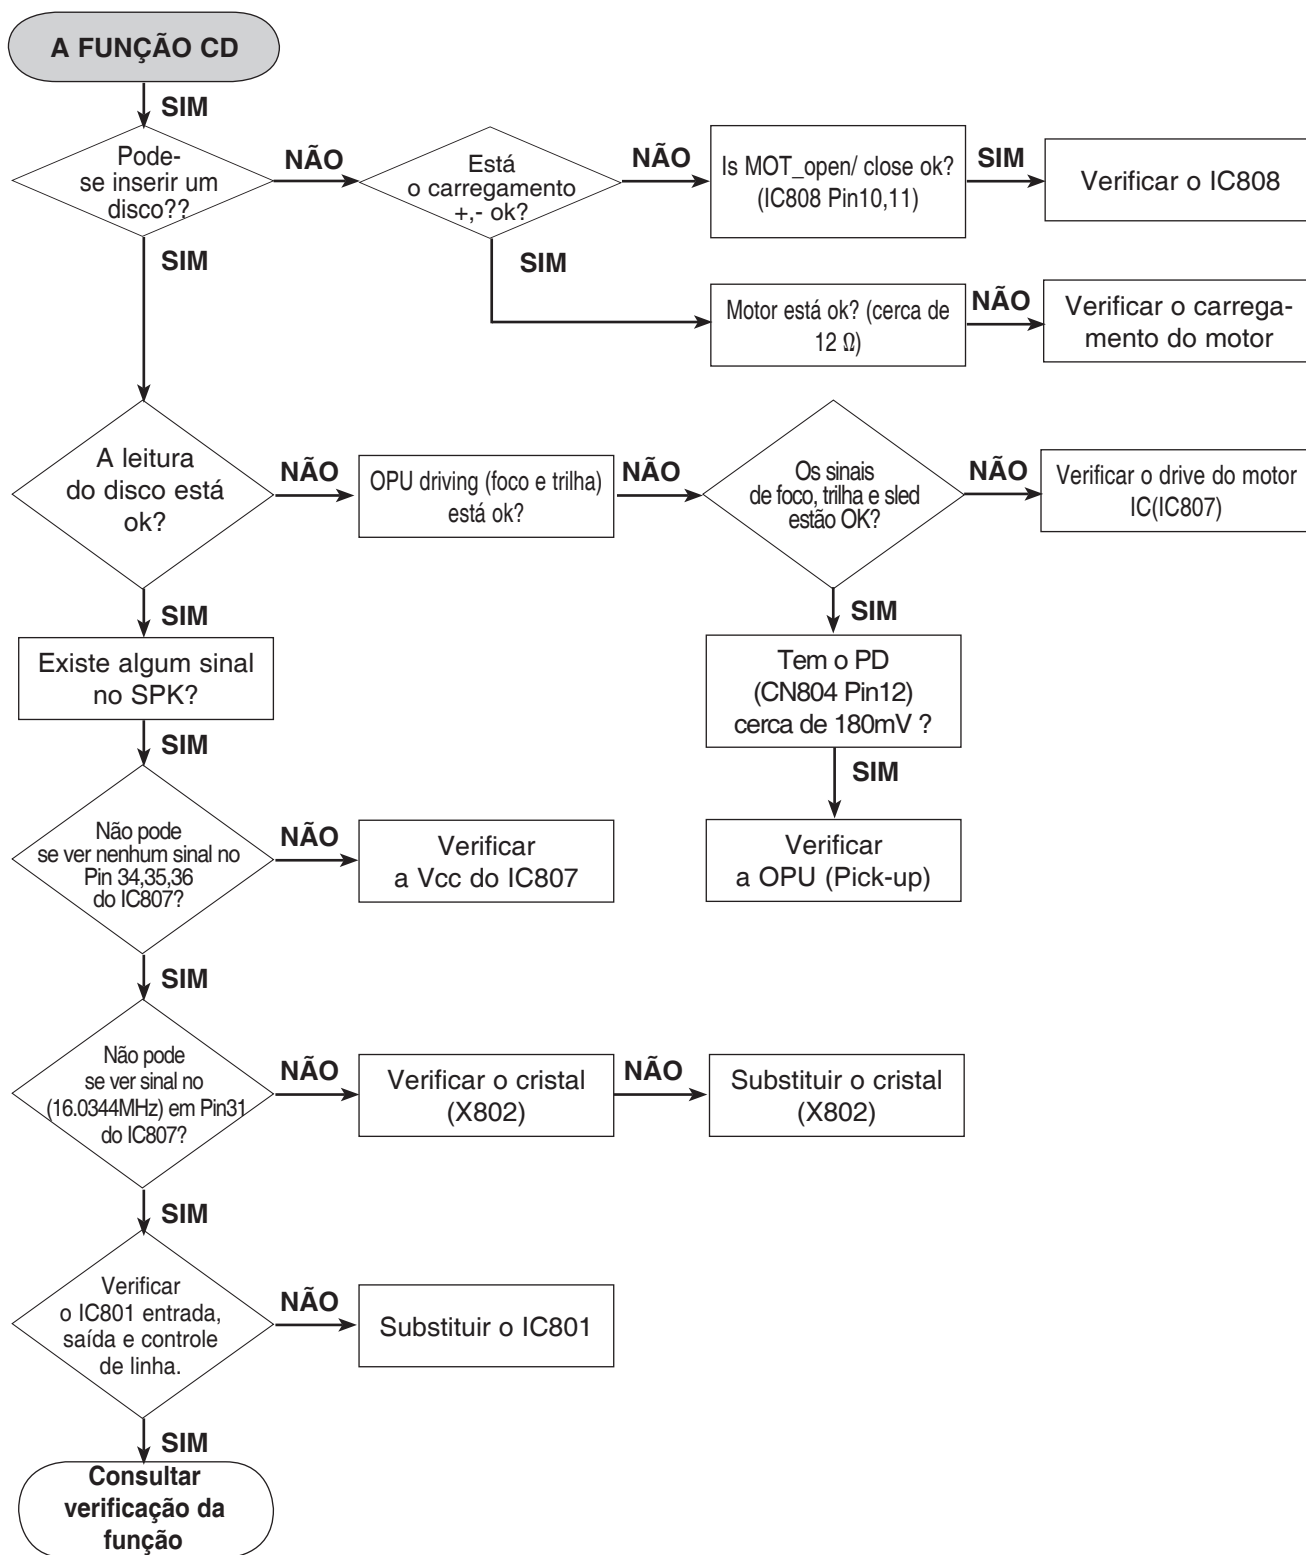 A FUNÇÃO CD
SIM
Pode-
se inserir um
disco??
NÃO
Está
o carregamento
+,- ok?
NÃO
Is MOT_open/ close ok?
(IC808 Pin10,11)
SIM
Verificar o IC808
SIM
SIM
Motor está ok? (cerca de
12 Ω)
NÃO
Verificar o carrega-
mento do motor
A leitura
do disco está
ok?
NÃO
OPU driving (foco e trilha)
está ok?
NÃO
Os sinais
de foco, trilha e sled
estão OK?
NÃO
Verificar o drive do motor
IC(IC807)
SIM
SIM
Existe algum sinal
no SPK?
Tem o PD
(CN804 Pin12)
cerca de 180mV ?
SIM
SIM
Não pode
se ver nenhum sinal no
Pin 34,35,36
do IC807?
NÃO
Verificar
a Vcc do IC807
Verificar
a OPU (Pick-up)
SIM
Não pode
se ver sinal no
(16.0344MHz) em Pin31
do IC807?
NÃO
Verificar o cristal
(X802)
NÃO
Substituir o cristal
(X802)
SIM
Verificar
o IC801 entrada,
saída e controle
de linha.
NÃO
Substituir o IC801
SIM
Consultar
verificação da
função